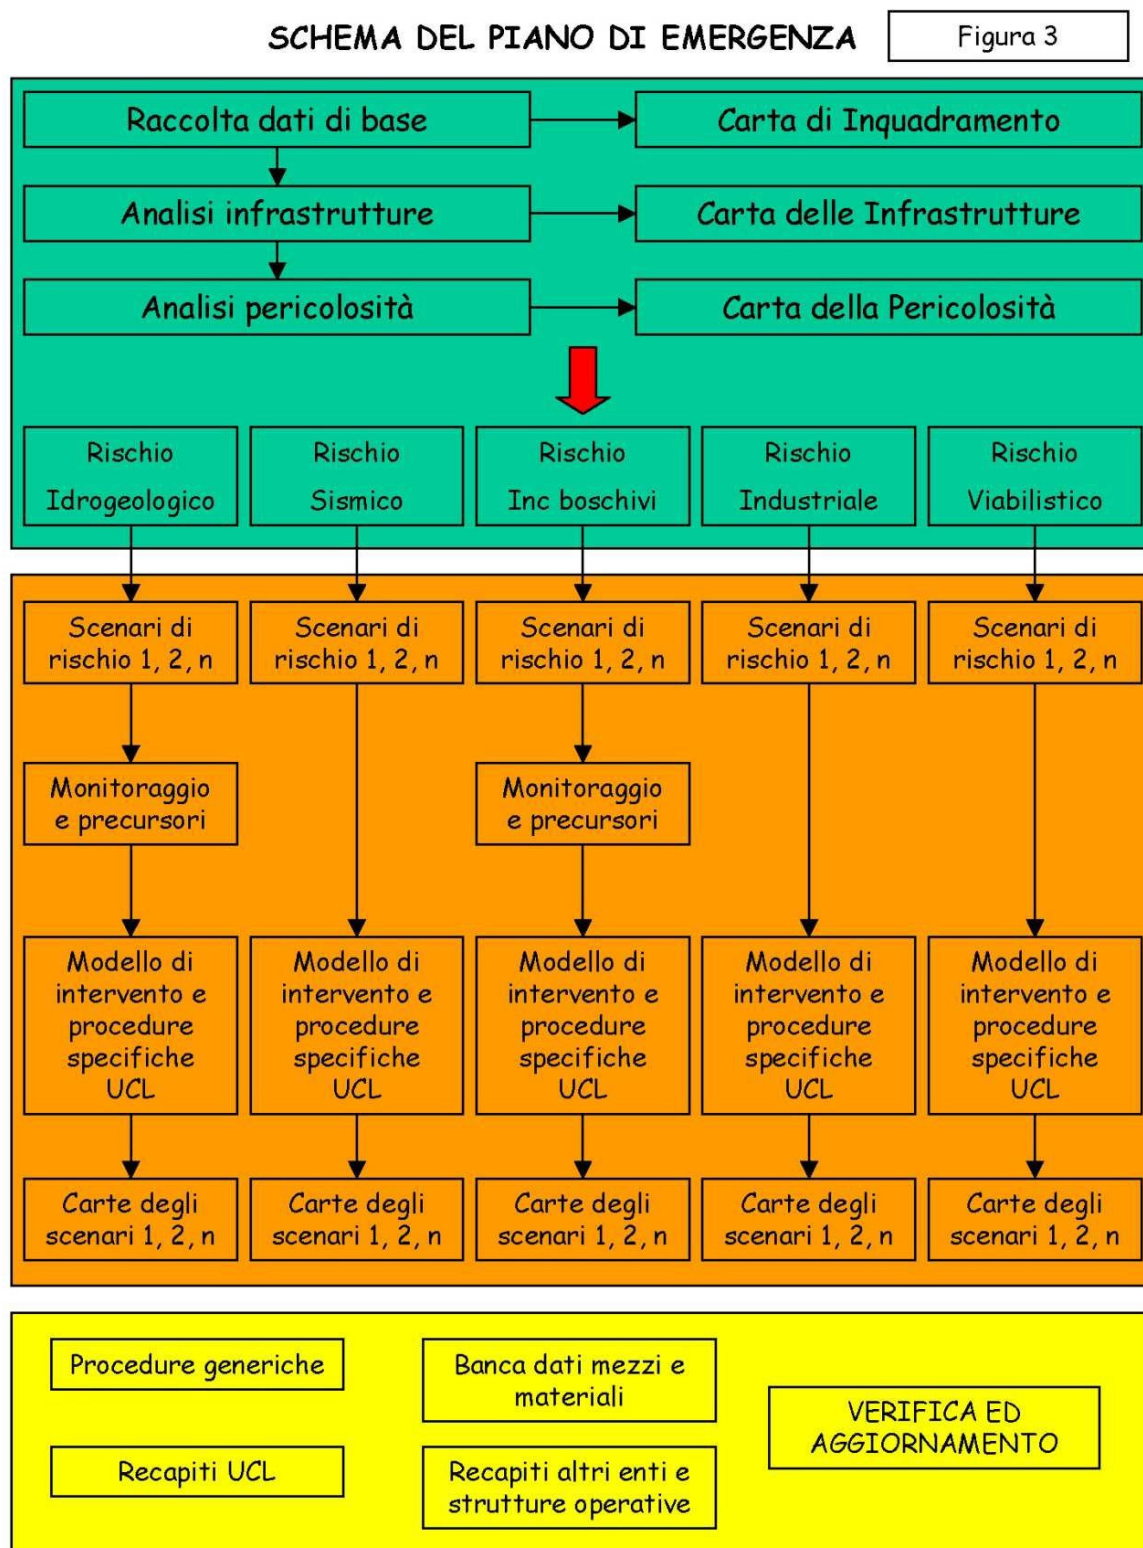 SCHEMA DEL PIANO DI EMERGENZA
Figura 3
Raccolta dati di base
Carta di Inquadramento
Analisi infrastrutture
Carta delle Infrastrutture
Analisi pericolosità
Carta della Pericolosità
Rischio
Idrogeologico
Rischio
Sismico
Rischio
Inc boschivi
Rischio
Industriale
Rischio
Viabilistico
Scenari di
rischio 1, 2, n
Scenari di
rischio 1, 2, n
Scenari di
rischio 1, 2, n
Scenari di
rischio 1, 2, n
Scenari di
rischio 1, 2, n
Monitoraggio
e precursori
Monitoraggio
e precursori
Modello di
intervento e
procedure
specifiche
UCL
Modello di
intervento e
procedure
specifiche
UCL
Modello di
intervento e
procedure
specifiche
UCL
Modello di
intervento e
procedure
specifiche
UCL
Modello di
intervento e
procedure
specifiche
UCL
Carte degli
scenari 1, 2, n
Carte degli
scenari 1, 2, n
Carte degli
scenari 1, 2, n
Carte degli
scenari 1, 2, n
Carte degli
scenari 1, 2, n
Procedure generiche
Banca dati mezzi e
materiali
VERIFICA ED
AGGIORNAMENTO
Recapiti UCL
Recapiti altri enti e
strutture operative